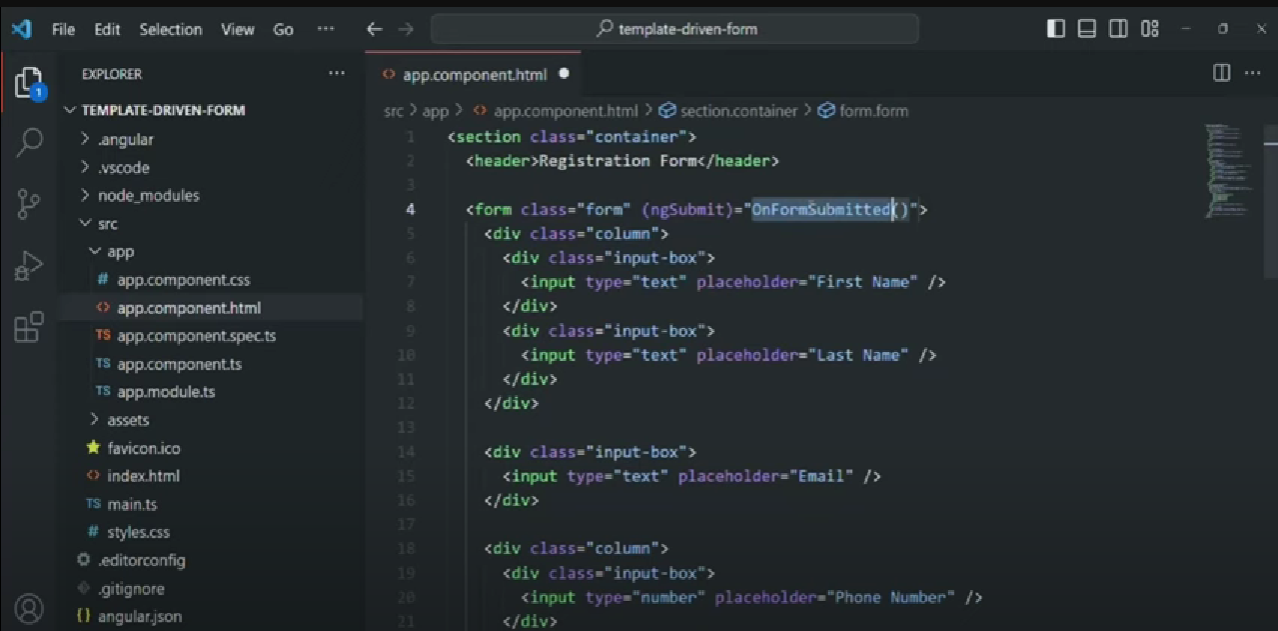 File Edit Selection View Go ··· template-driven-form
EXPLORER ···
1
TEMPLATE-DRIVEN-FORM
.angular
.vscode
node_modules
src
app
# app.component.css
<> app.component.html
TS app.component.spec.ts
TS app.component.ts
TS app.module.ts
assets
favicon.ico
<> index.html
TS main.ts
# styles.css
.editorconfig
.gitignore
{} angular.json
<> app.component.html ●
src > app > <> app.component.html > section.container > form.form
1 <section class="container">
2 <header>Registration Form</header>
3
4 <form class="form" (ngSubmit)="OnFormSubmitted()">
5 <div class="column">
6 <div class="input-box">
7 <input type="text" placeholder="First Name" />
8 </div>
9 <div class="input-box">
10 <input type="text" placeholder="Last Name" />
11 </div>
12 </div>
13
14 <div class="input-box">
15 <input type="text" placeholder="Email" />
16 </div>
17
18 <div class="column">
19 <div class="input-box">
20 <input type="number" placeholder="Phone Number" />
21 </div>